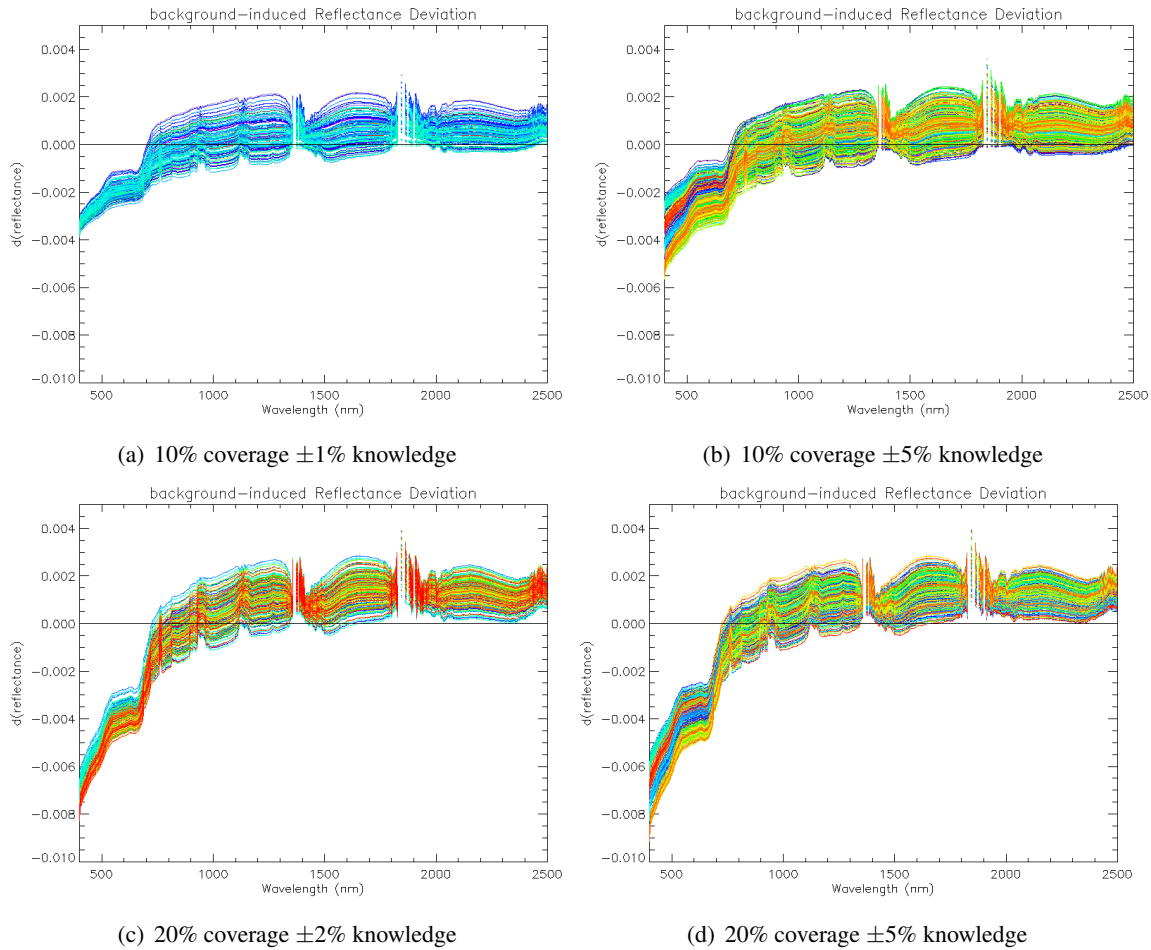 background-induced Reflectance Deviation
0.004
0.002
0.000
-0.002
-0.004
-0.006
-0.008
-0.010
d(reflectance)
500 1000 1500 2000 2500
Wavelength (nm)
(a) 10% coverage ±1% knowledge
background-induced Reflectance Deviation
0.004
0.002
0.000
-0.002
-0.004
-0.006
-0.008
-0.010
d(reflectance)
500 1000 1500 2000 2500
Wavelength (nm)
(b) 10% coverage ±5% knowledge
background-induced Reflectance Deviation
0.004
0.002
0.000
-0.002
-0.004
-0.006
-0.008
-0.010
d(reflectance)
500 1000 1500 2000 2500
Wavelength (nm)
(c) 20% coverage ±2% knowledge
background-induced Reflectance Deviation
0.004
0.002
0.000
-0.002
-0.004
-0.006
-0.008
-0.010
d(reflectance)
500 1000 1500 2000 2500
Wavelength (nm)
(d) 20% coverage ±5% knowledge